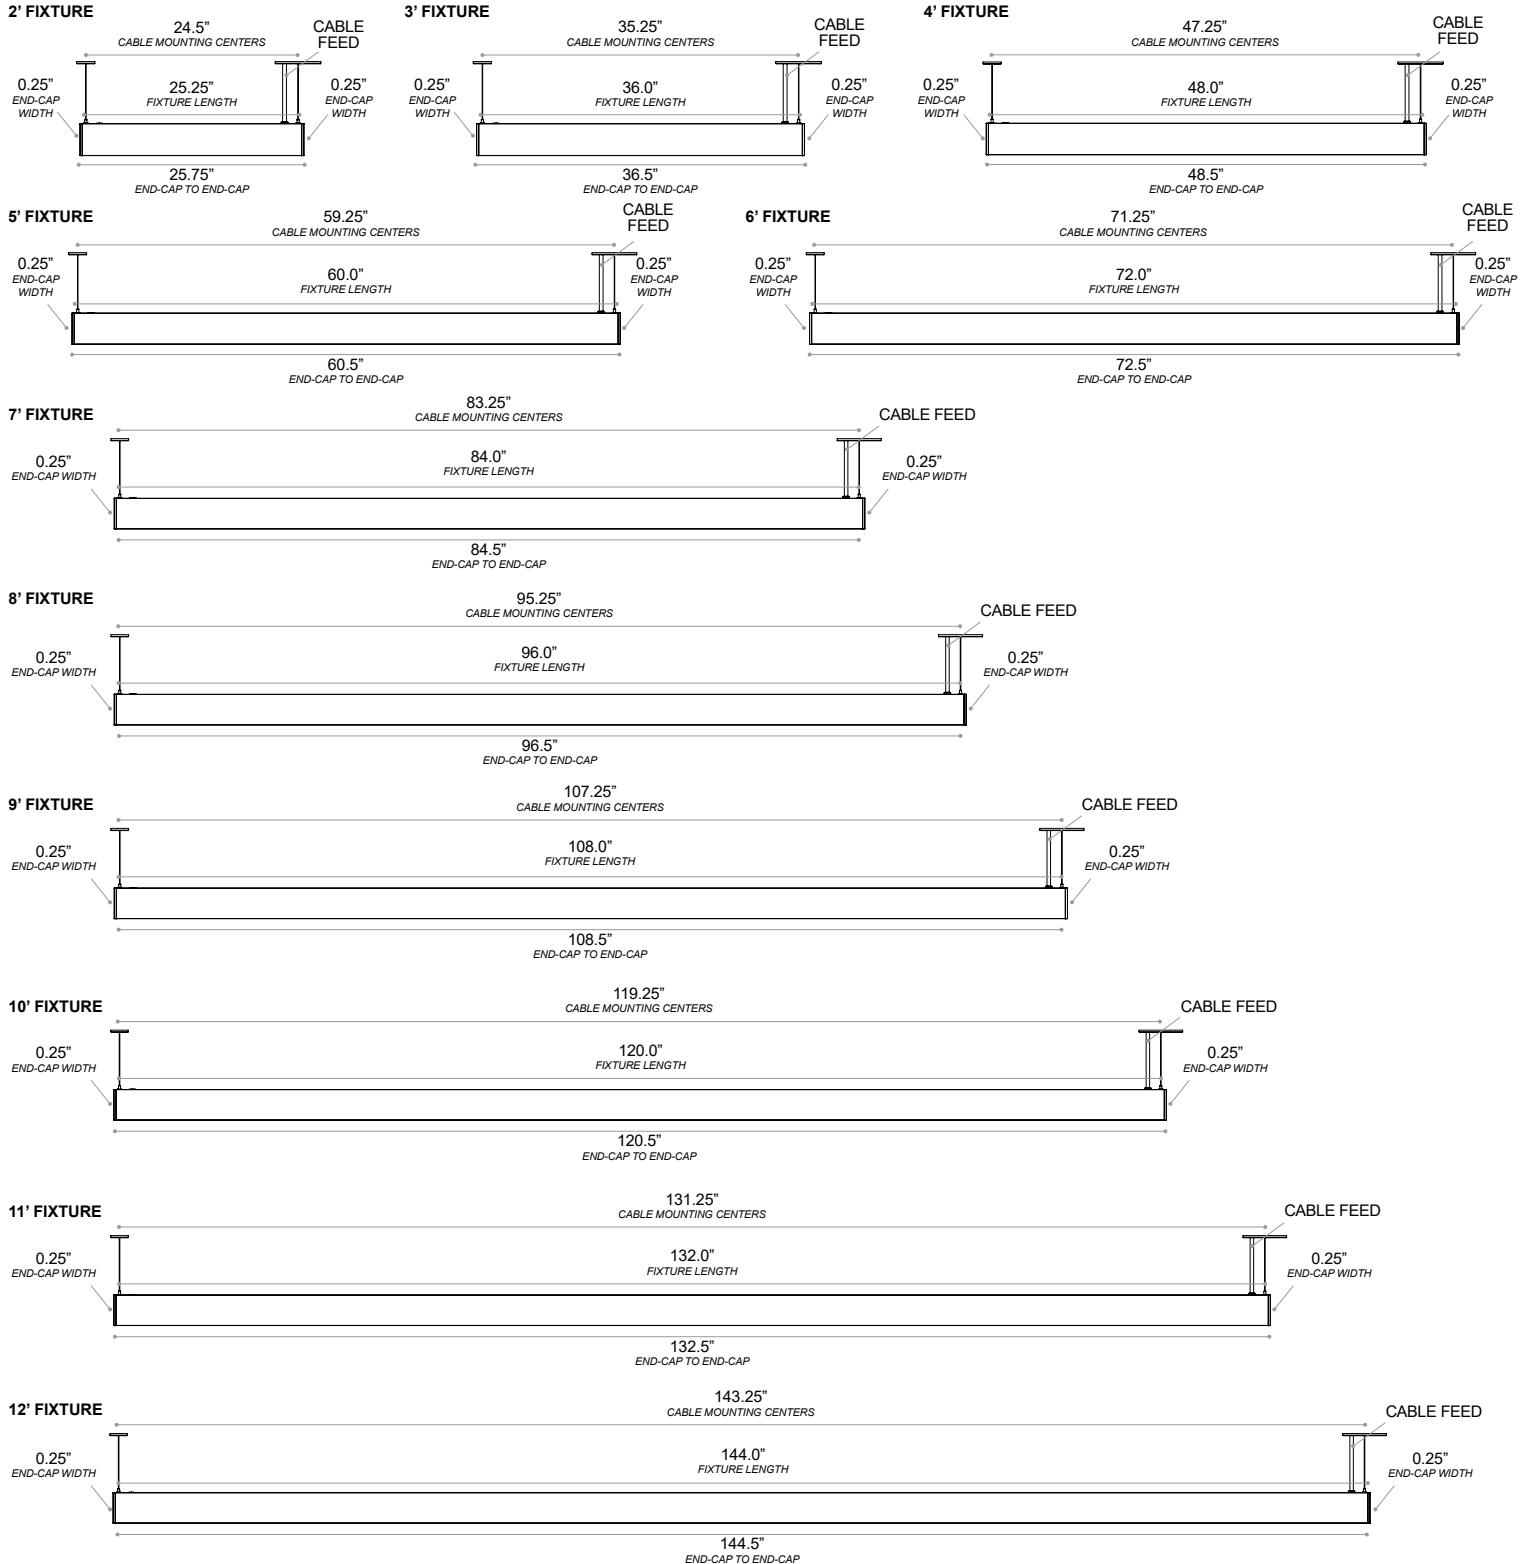 2’ FIXTURE
24.5”
CABLE MOUNTING CENTERS
CABLE
FEED
0.25”
END-CAP
WIDTH
25.25”
FIXTURE LENGTH
0.25”
END-CAP
WIDTH
25.75”
END-CAP TO END-CAP
3’ FIXTURE
35.25”
CABLE MOUNTING CENTERS
CABLE
FEED
0.25”
END-CAP
WIDTH
36.0”
FIXTURE LENGTH
0.25”
END-CAP
WIDTH
36.5”
END-CAP TO END-CAP
4’ FIXTURE
47.25”
CABLE MOUNTING CENTERS
CABLE
FEED
0.25”
END-CAP
WIDTH
48.0”
FIXTURE LENGTH
0.25”
END-CAP
WIDTH
48.5”
END-CAP TO END-CAP
5’ FIXTURE
59.25”
CABLE MOUNTING CENTERS
CABLE
FEED
0.25”
END-CAP
WIDTH
60.0”
FIXTURE LENGTH
0.25”
END-CAP
WIDTH
60.5”
END-CAP TO END-CAP
6’ FIXTURE
71.25”
CABLE MOUNTING CENTERS
CABLE
FEED
0.25”
END-CAP
WIDTH
72.0”
FIXTURE LENGTH
0.25”
END-CAP
WIDTH
72.5”
END-CAP TO END-CAP
7’ FIXTURE
83.25”
CABLE MOUNTING CENTERS
CABLE FEED
0.25”
END-CAP WIDTH
84.0”
FIXTURE LENGTH
0.25”
END-CAP WIDTH
84.5”
END-CAP TO END-CAP
8’ FIXTURE
95.25”
CABLE MOUNTING CENTERS
CABLE FEED
0.25”
END-CAP WIDTH
96.0”
FIXTURE LENGTH
0.25”
END-CAP WIDTH
96.5”
END-CAP TO END-CAP
9’ FIXTURE
107.25”
CABLE MOUNTING CENTERS
CABLE FEED
0.25”
END-CAP WIDTH
108.0”
FIXTURE LENGTH
0.25”
END-CAP WIDTH
108.5”
END-CAP TO END-CAP
10’ FIXTURE
119.25”
CABLE MOUNTING CENTERS
CABLE FEED
0.25”
END-CAP WIDTH
120.0”
FIXTURE LENGTH
0.25”
END-CAP WIDTH
120.5”
END-CAP TO END-CAP
11’ FIXTURE
131.25”
CABLE MOUNTING CENTERS
CABLE FEED
0.25”
END-CAP WIDTH
132.0”
FIXTURE LENGTH
0.25”
END-CAP WIDTH
132.5”
END-CAP TO END-CAP
12’ FIXTURE
143.25”
CABLE MOUNTING CENTERS
CABLE FEED
0.25”
END-CAP WIDTH
144.0”
FIXTURE LENGTH
0.25”
END-CAP WIDTH
144.5”
END-CAP TO END-CAP